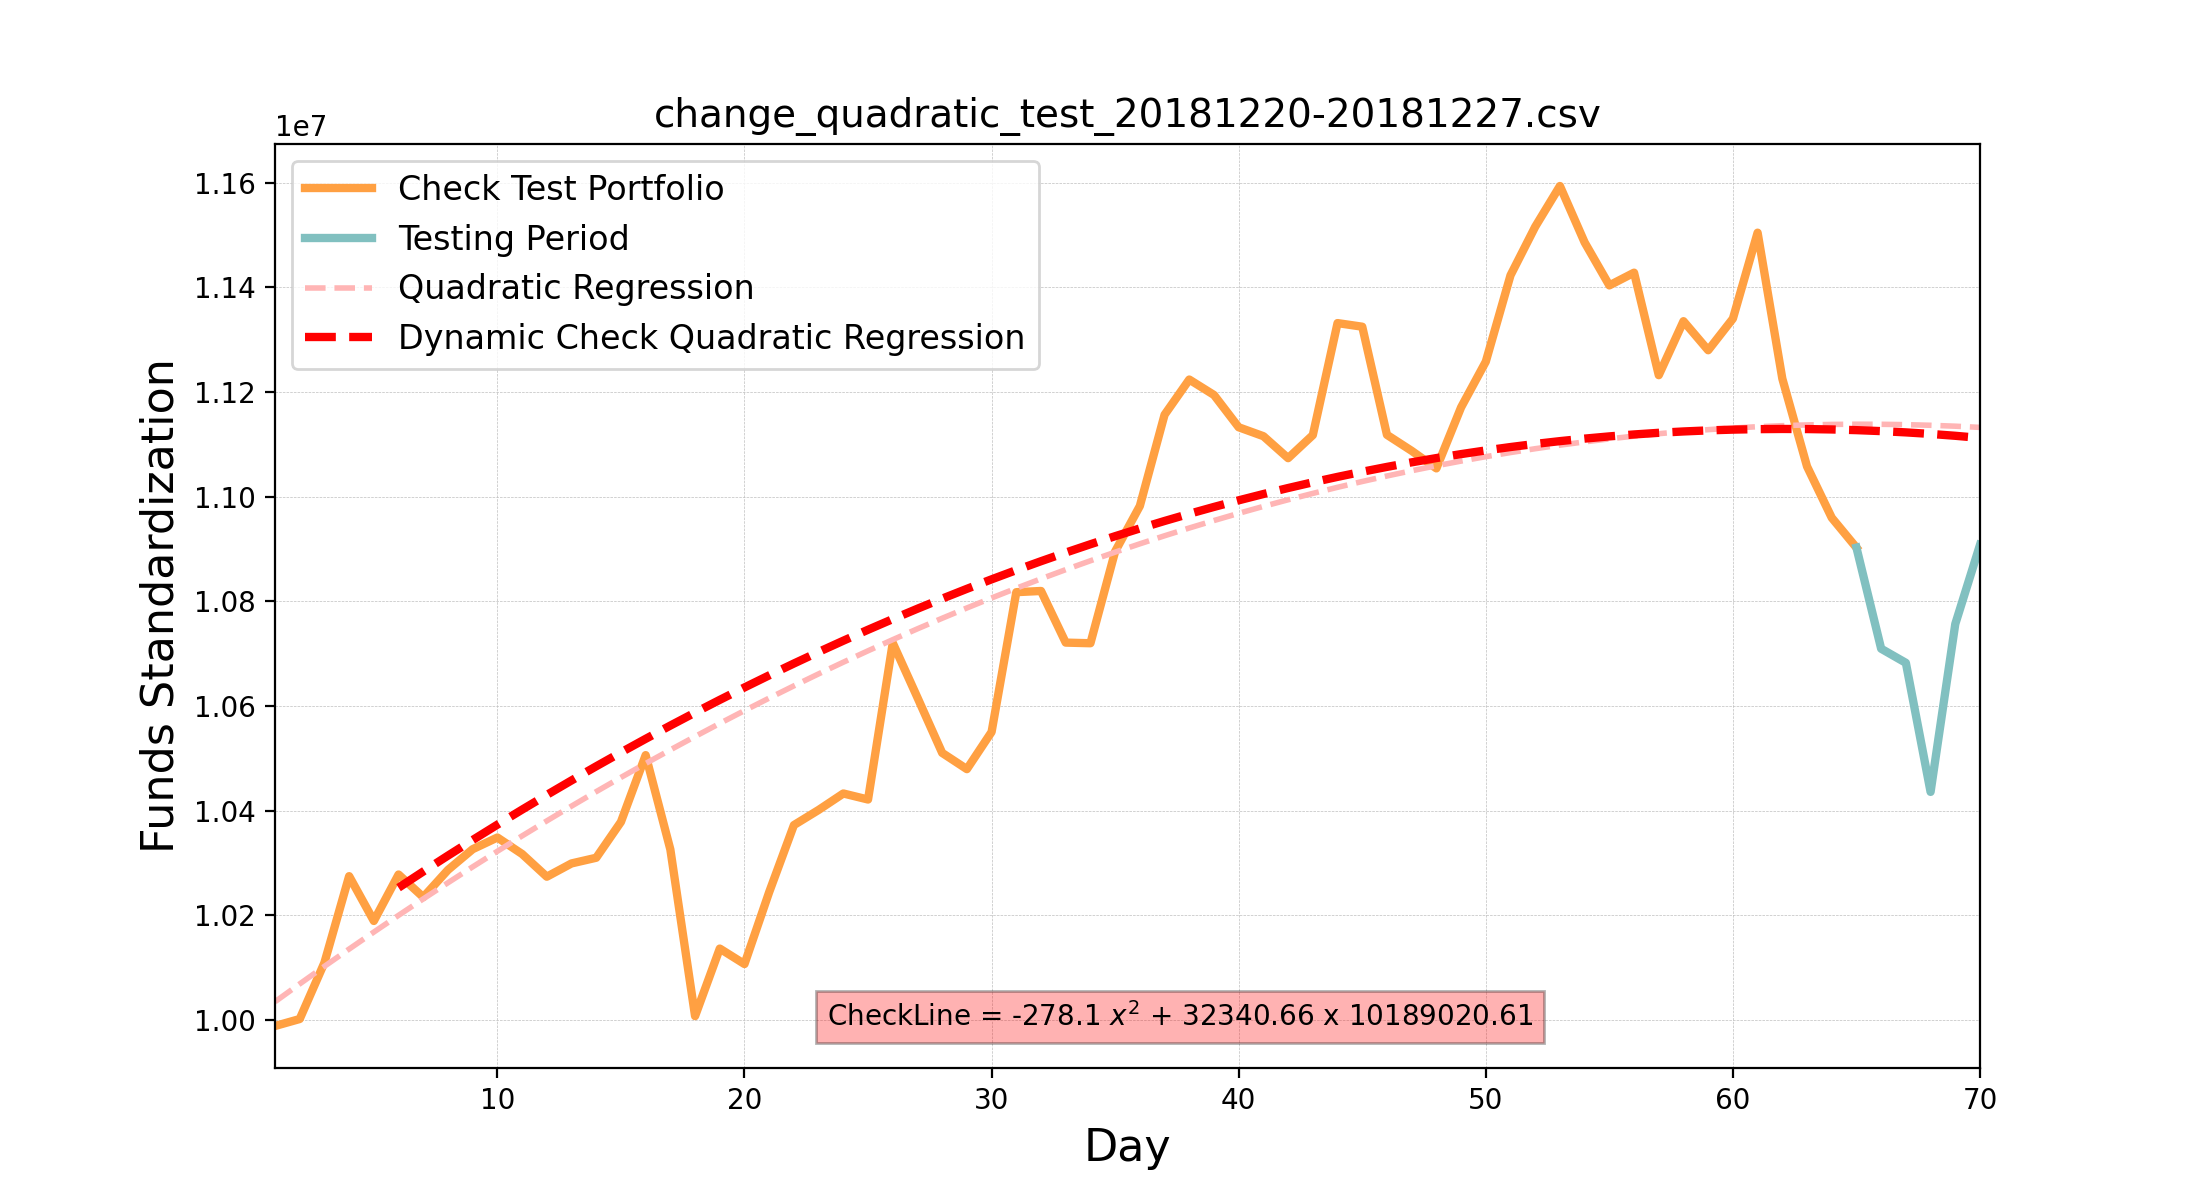 change_quadratic_test_20181220-20181227.csv
1e7
Check Test Portfolio
Testing Period
Quadratic Regression
Dynamic Check Quadratic Regression
1.16
1.14
1.12
1.10
1.08
1.06
1.04
1.02
1.00
Funds Standardization
CheckLine = -278.1 x² + 32340.66 x 10189020.61
10 20 30 40 50 60 70
Day